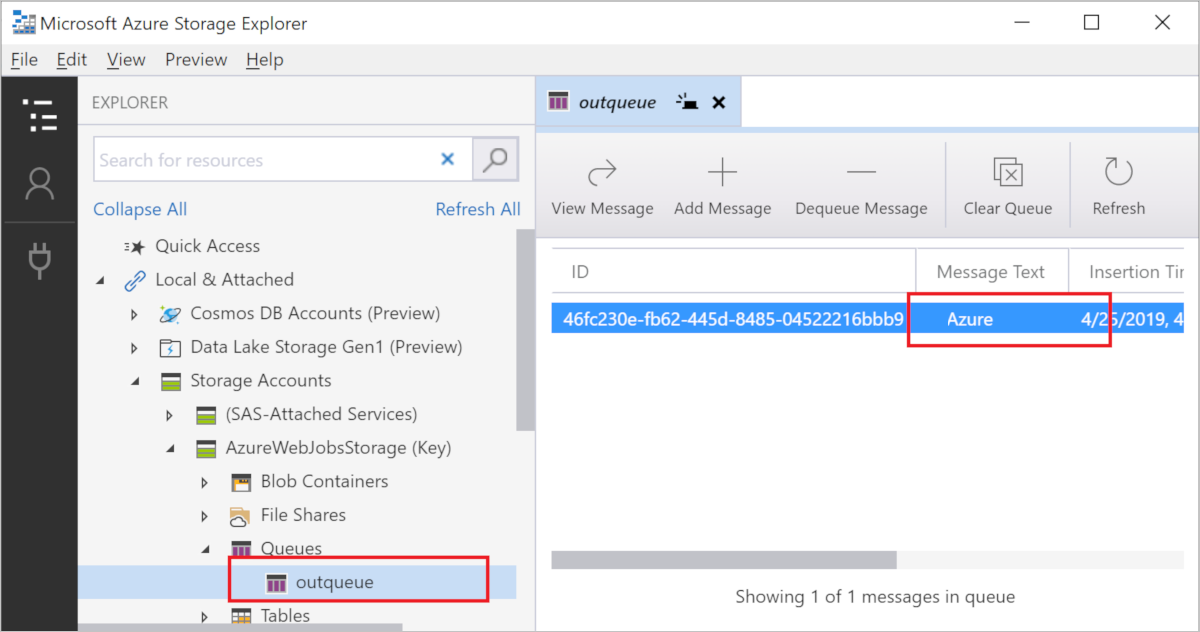 Microsoft Azure Storage Explorer
File Edit View Preview Help
EXPLORER
Search for resources
Collapse All Refresh All
Quick Access
Local & Attached
Cosmos DB Accounts (Preview)
Data Lake Storage Gen1 (Preview)
Storage Accounts
(SAS-Attached Services)
AzureWebJobsStorage (Key)
Blob Containers
File Shares
Queues
outqueue
Tables
outqueue
View Message Add Message Dequeue Message Clear Queue Refresh
ID Message Text Insertion Tir
46fc230e-fb62-445d-8485-04522216bbb9 Azure 4/25/2019, 4
Showing 1 of 1 messages in queue